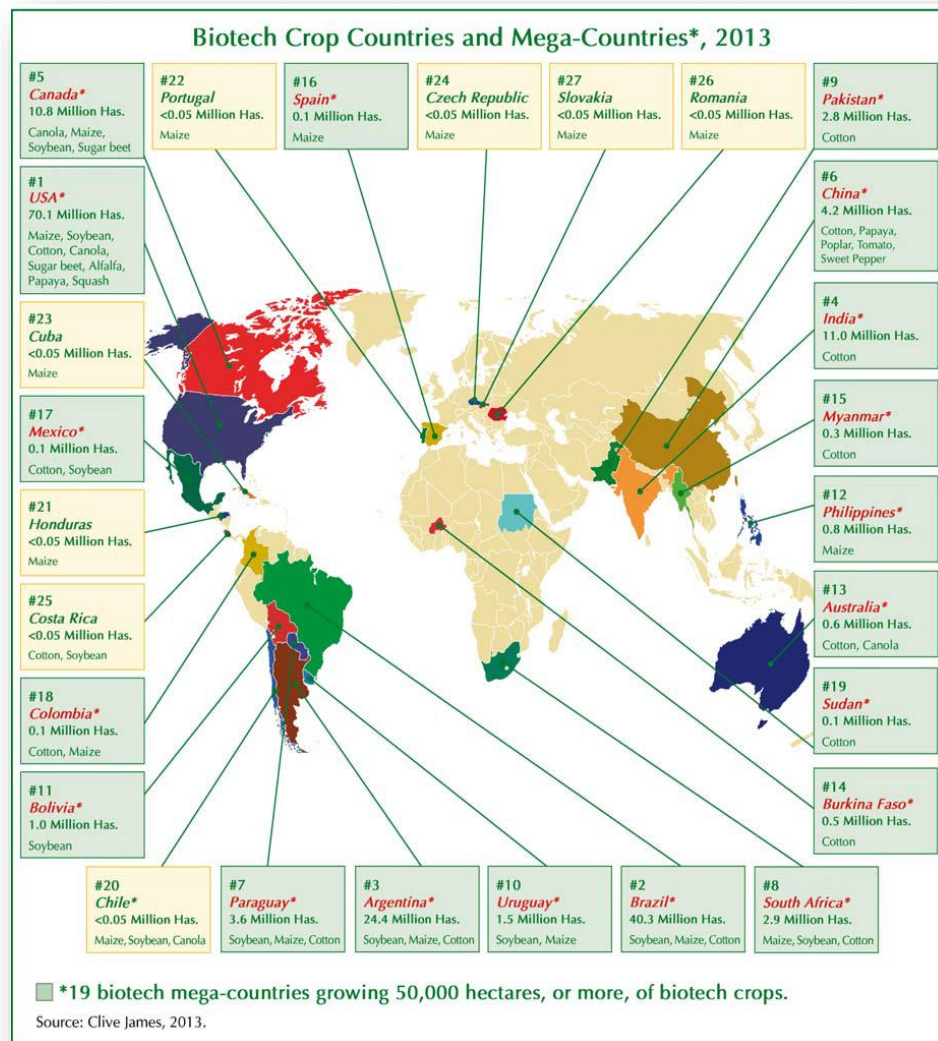 Biotech Crop Countries and Mega-Countries*, 2013
#5
Canada*
10.8 Million Has.
Canola, Maize,
Soybean, Sugar beet
#22
Portugal
<0.05 Million Has.
Maize
#16
Spain*
0.1 Million Has.
Maize
#24
Czech Republic
<0.05 Million Has.
Maize
#27
Slovakia
<0.05 Million Has.
Maize
#26
Romania
<0.05 Million Has.
Maize
#9
Pakistan*
2.8 Million Has.
Cotton
#1
USA*
70.1 Million Has.
Maize, Soybean,
Cotton, Canola,
Sugar beet, Alfalfa,
Papaya, Squash
#6
China*
4.2 Million Has.
Cotton, Papaya,
Poplar, Tomato,
Sweet Pepper
#23
Cuba
<0.05 Million Has.
Maize
#4
India*
11.0 Million Has.
Cotton
#17
Mexico*
0.1 Million Has.
Cotton, Soybean
#15
Myanmar*
0.3 Million Has.
Cotton
#21
Honduras
<0.05 Million Has.
Maize
#12
Philippines*
0.8 Million Has.
Maize
#25
Costa Rica
<0.05 Million Has.
Cotton, Soybean
#13
Australia*
0.6 Million Has.
Cotton, Canola
#18
Colombia*
0.1 Million Has.
Cotton, Maize
#19
Sudan*
0.1 Million Has.
Cotton
#11
Bolivia*
1.0 Million Has.
Soybean
#14
Burkina Faso*
0.5 Million Has.
Cotton
#20
Chile*
<0.05 Million Has.
Maize, Soybean, Canola
#7
Paraguay*
3.6 Million Has.
Soybean, Maize, Cotton
#3
Argentina*
24.4 Million Has.
Soybean, Maize, Cotton
#10
Uruguay*
1.5 Million Has.
Soybean, Maize
#2
Brazil*
40.3 Million Has.
Soybean, Maize, Cotton
#8
South Africa*
2.9 Million Has.
Maize, Soybean, Cotton
*19 biotech mega-countries growing 50,000 hectares, or more, of biotech crops.
Source: Clive James, 2013.